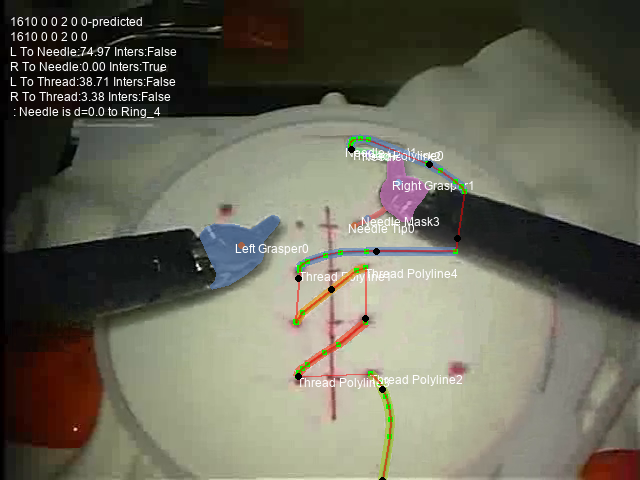 1610 0 0 2 0 0-predicted
1610 0 0 2 0 0
L To Needle:74.97 Inters:False
R To Needle:0.00 Inters:True
L To Thread:38.71 Inters:False
R To Thread:3.38 Inters:False
: Needle is d=0.0 to Ring_4
Right Grasper1
Needle Mask3
Needle Tip0
Left Grasper0
Thread Polyline4
Thread Polyline2